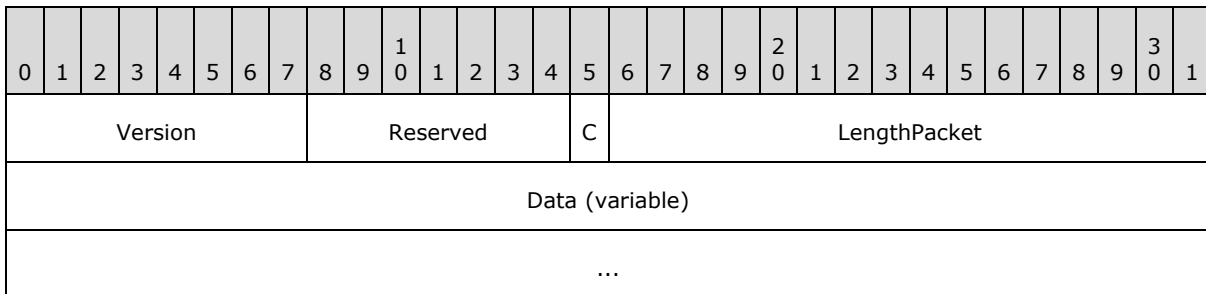 0 1 2 3 4 5 6 7 8 9 1 0 1 2 3 4 5 6 7 8 9 2 0 1 2 3 4 5 6 7 8 9 3 0 1
Version Reserved C LengthPacket
Data (variable)
...